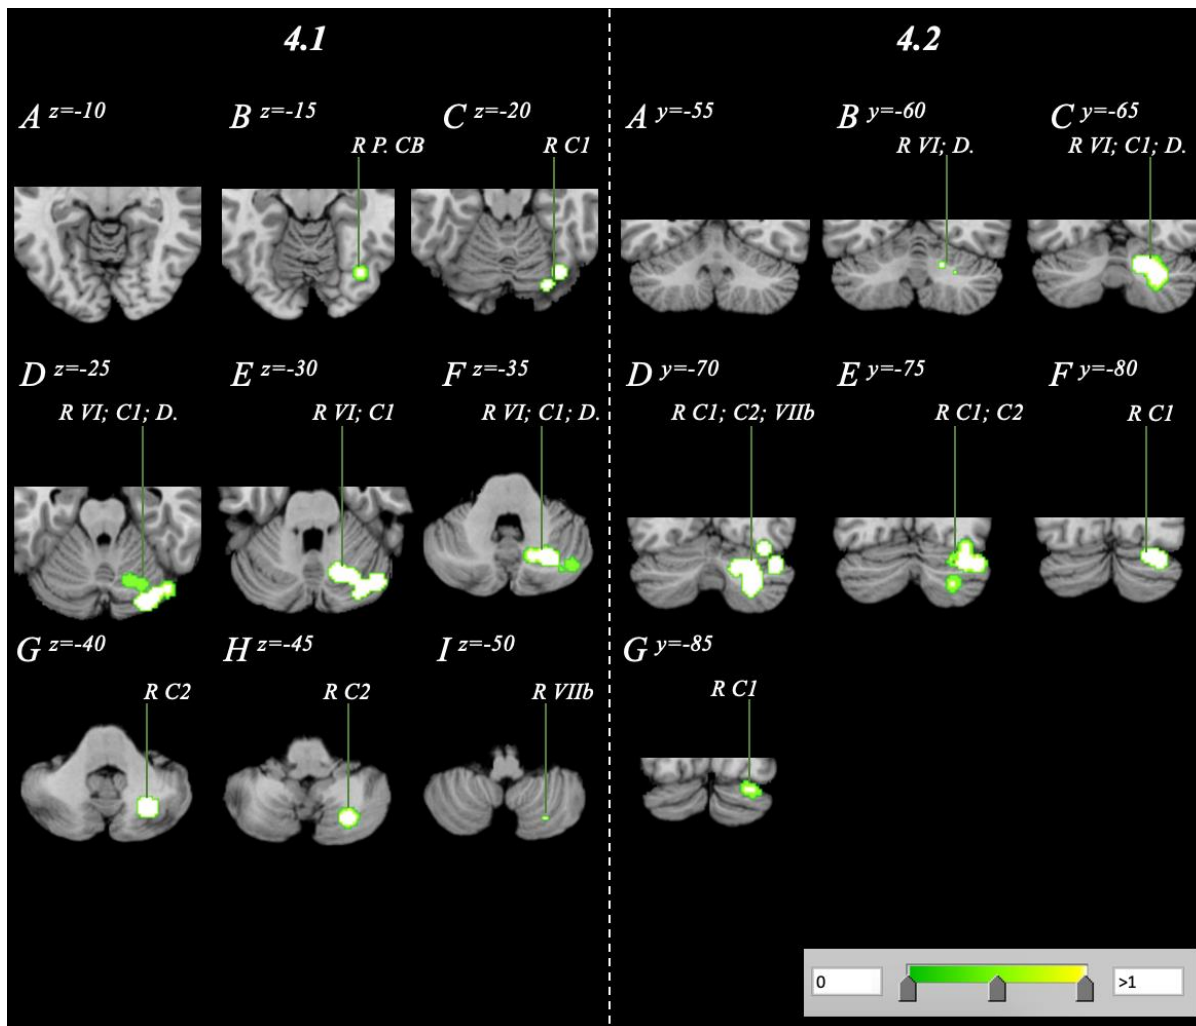 4.1
A z=-10
B z=-15
C z=-20
R P. CB
R C1
D z=-25
E z=-30
F z=-35
R VI; C1; D.
R VI; C1
R VI; C1; D.
G z=-40
H z=-45
I z=-50
R C2
R C2
R VIIb
4.2
A y=-55
B y=-60
C y=-65
R VI; D.
R VI; C1; D.
D y=-70
E y=-75
F y=-80
R C1; C2; VIIb
R C1; C2
R C1
G y=-85
R C1
0
>1